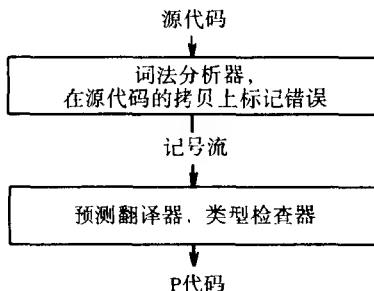 源代码
词法分析器，
在源代码的拷贝上标记错误
记号流
预测翻译器、类型检查器
P代码